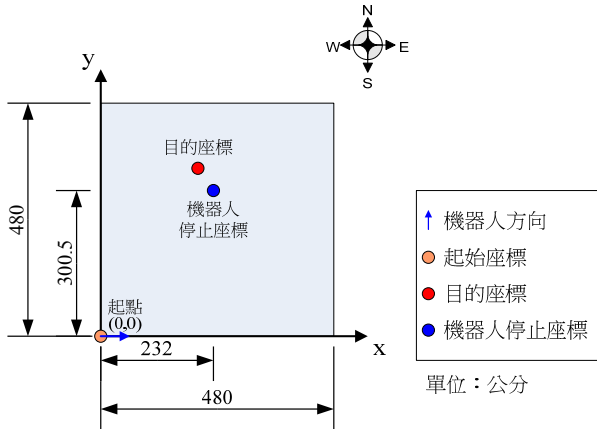 N
W
E
S
y
目的座標
機器人
停止座標
480
300.5
起點
(0,0)
x
232
480
機器人方向
起始座標
目的座標
機器人停止座標
單位：公分